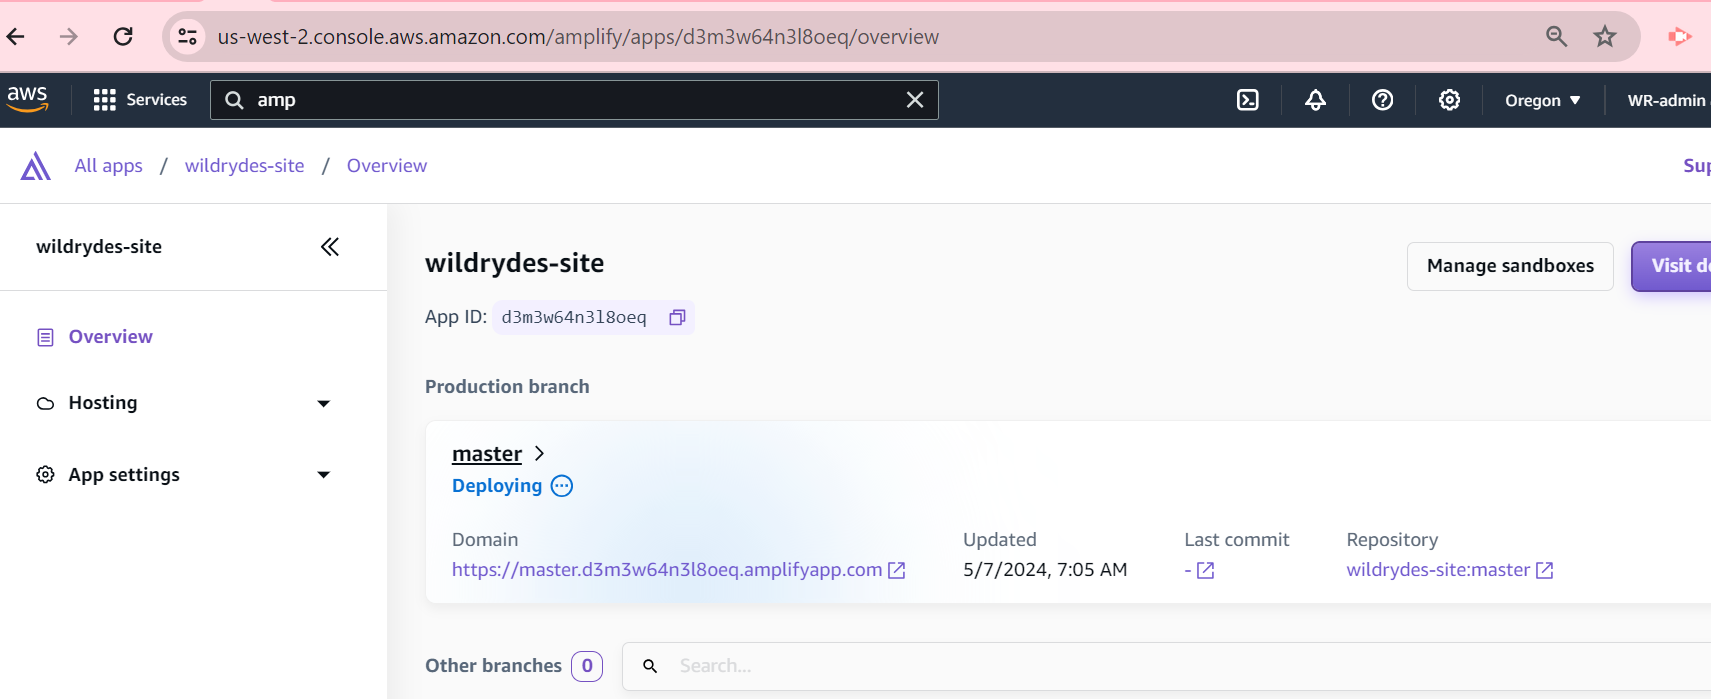 us-west-2.console.aws.amazon.com/amplify/apps/d3m3w64n3l8oeq/overview
aws Services amp Oregon ▼ WR-admin
All apps / wildrydes-site / Overview
Sup
wildrydes-site
Overview
Hosting
App settings
wildrydes-site
Manage sandboxes
Visit de
App ID: d3m3w64n3l8oeq
Production branch
master
Deploying
Domain Updated Last commit Repository
https://master.d3m3w64n3l8oeq.amplifyapp.com 5/7/2024, 7:05 AM - wildrydes-site:master
Other branches 0 Search...